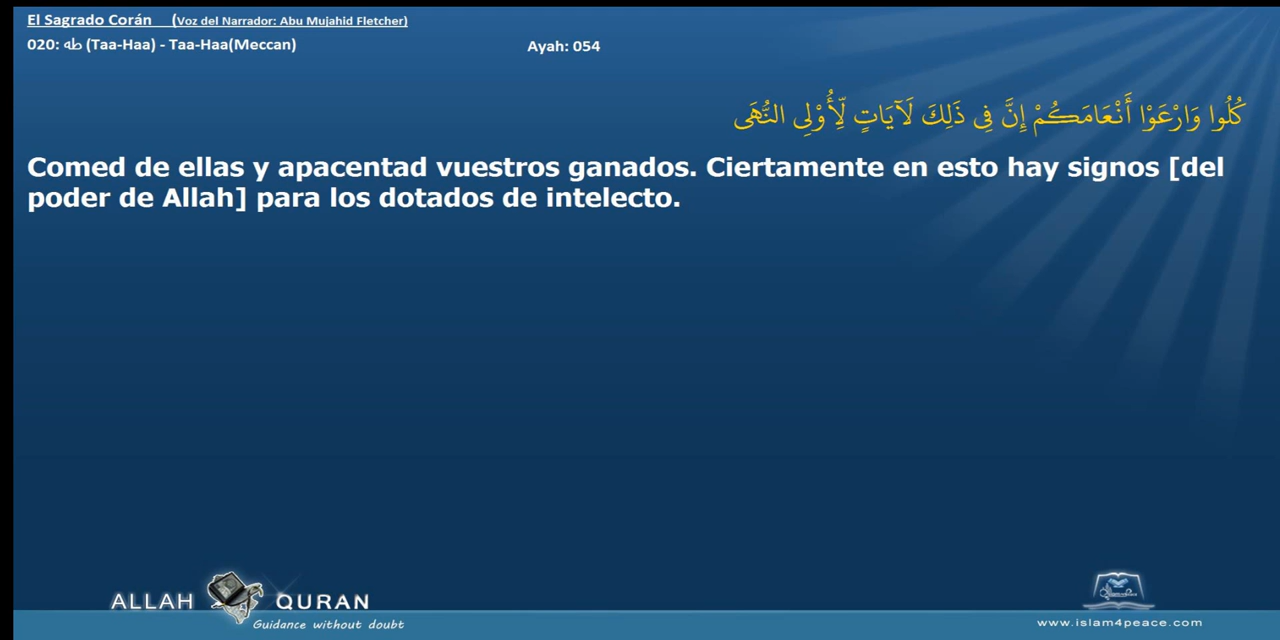 El Sagrado Corán (Voz del Narrador: Abu Mujahid Fletcher)
020: طه (Taa-Haa) - Taa-Haa(Meccan) Ayah: 054
كُلُوا وَارْعَوْا أَنْعَامَكُمْ إِنَّ فِي ذَلِكَ لَآيَاتٍ لِّأُوْلِي النُّهَى
Comed de ellas y apacentad vuestros ganados. Ciertamente en esto hay signos [del
poder de Allah] para los dotados de intelecto.
ALLAH QURAN
Guidance without doubt
www.islam4peace.com